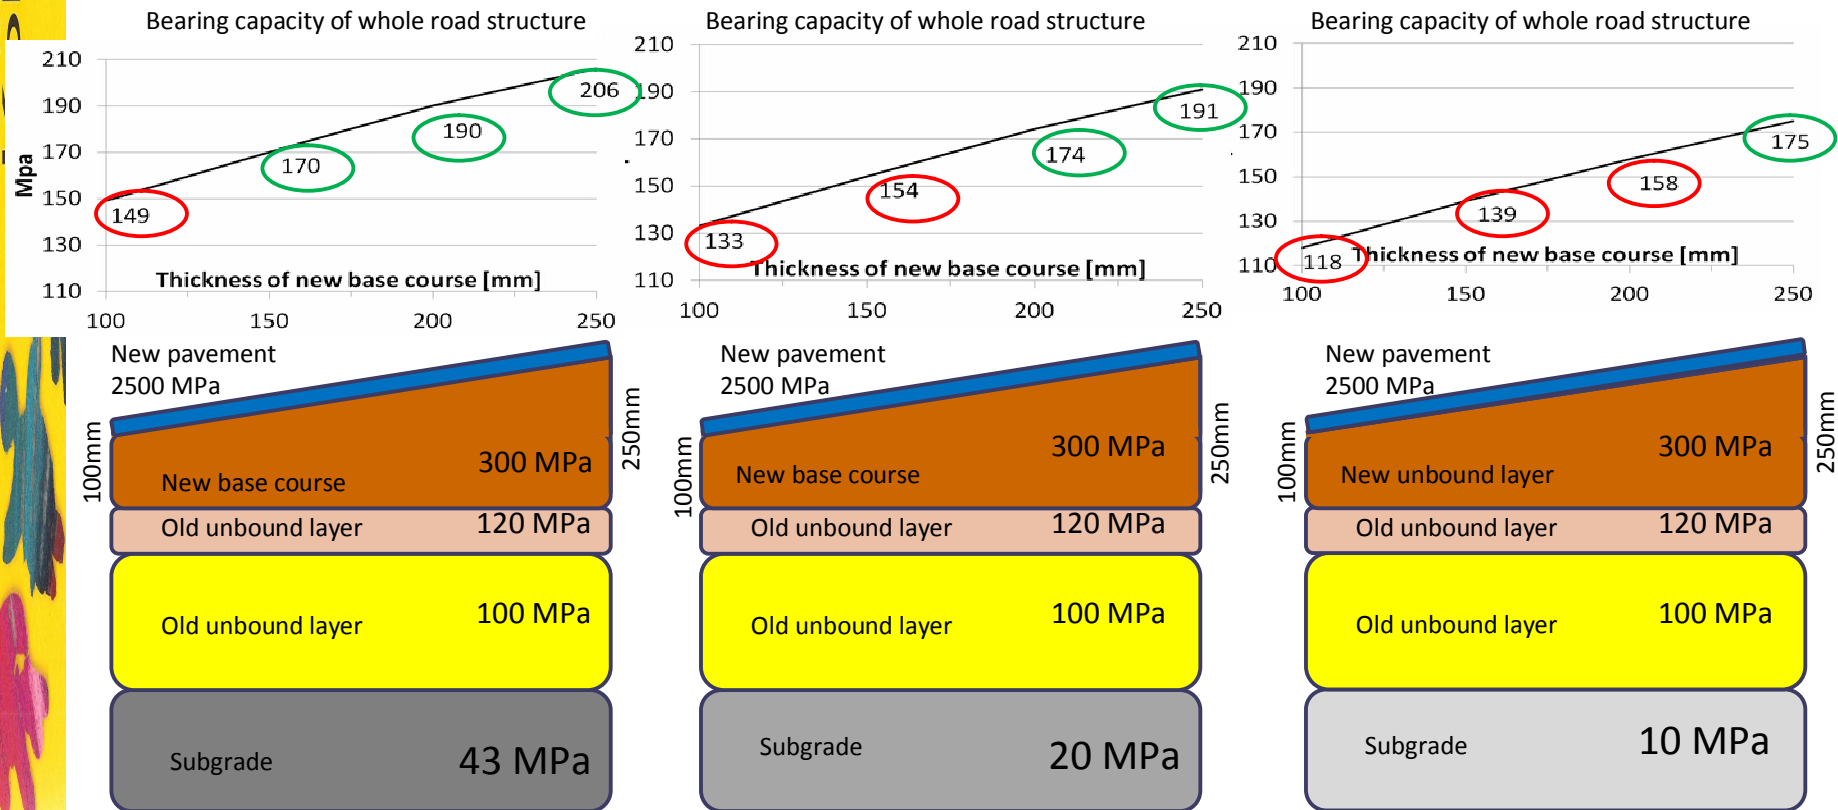 Bearing capacity of whole road structure
210
190
170
150
130
110
Mpa
149
170
190
206
Thickness of new base course [mm]
100 150 200 250
New pavement
2500 MPa
100mm
250mm
300 MPa
New base course
Old unbound layer 120 MPa
Old unbound layer 100 MPa
Subgrade 43 MPa
Bearing capacity of whole road structure
210
190
170
150
130
110
133
154
174
191
Thickness of new base course [mm]
100 150 200 250
New pavement
2500 MPa
100mm
250mm
300 MPa
New base course
Old unbound layer 120 MPa
Old unbound layer 100 MPa
Subgrade 20 MPa
Bearing capacity of whole road structure
210
190
170
150
130
110
118
139
158
175
Thickness of new base course [mm]
100 150 200 250
New pavement
2500 MPa
100mm
250mm
300 MPa
New unbound layer
Old unbound layer 120 MPa
Old unbound layer 100 MPa
Subgrade 10 MPa